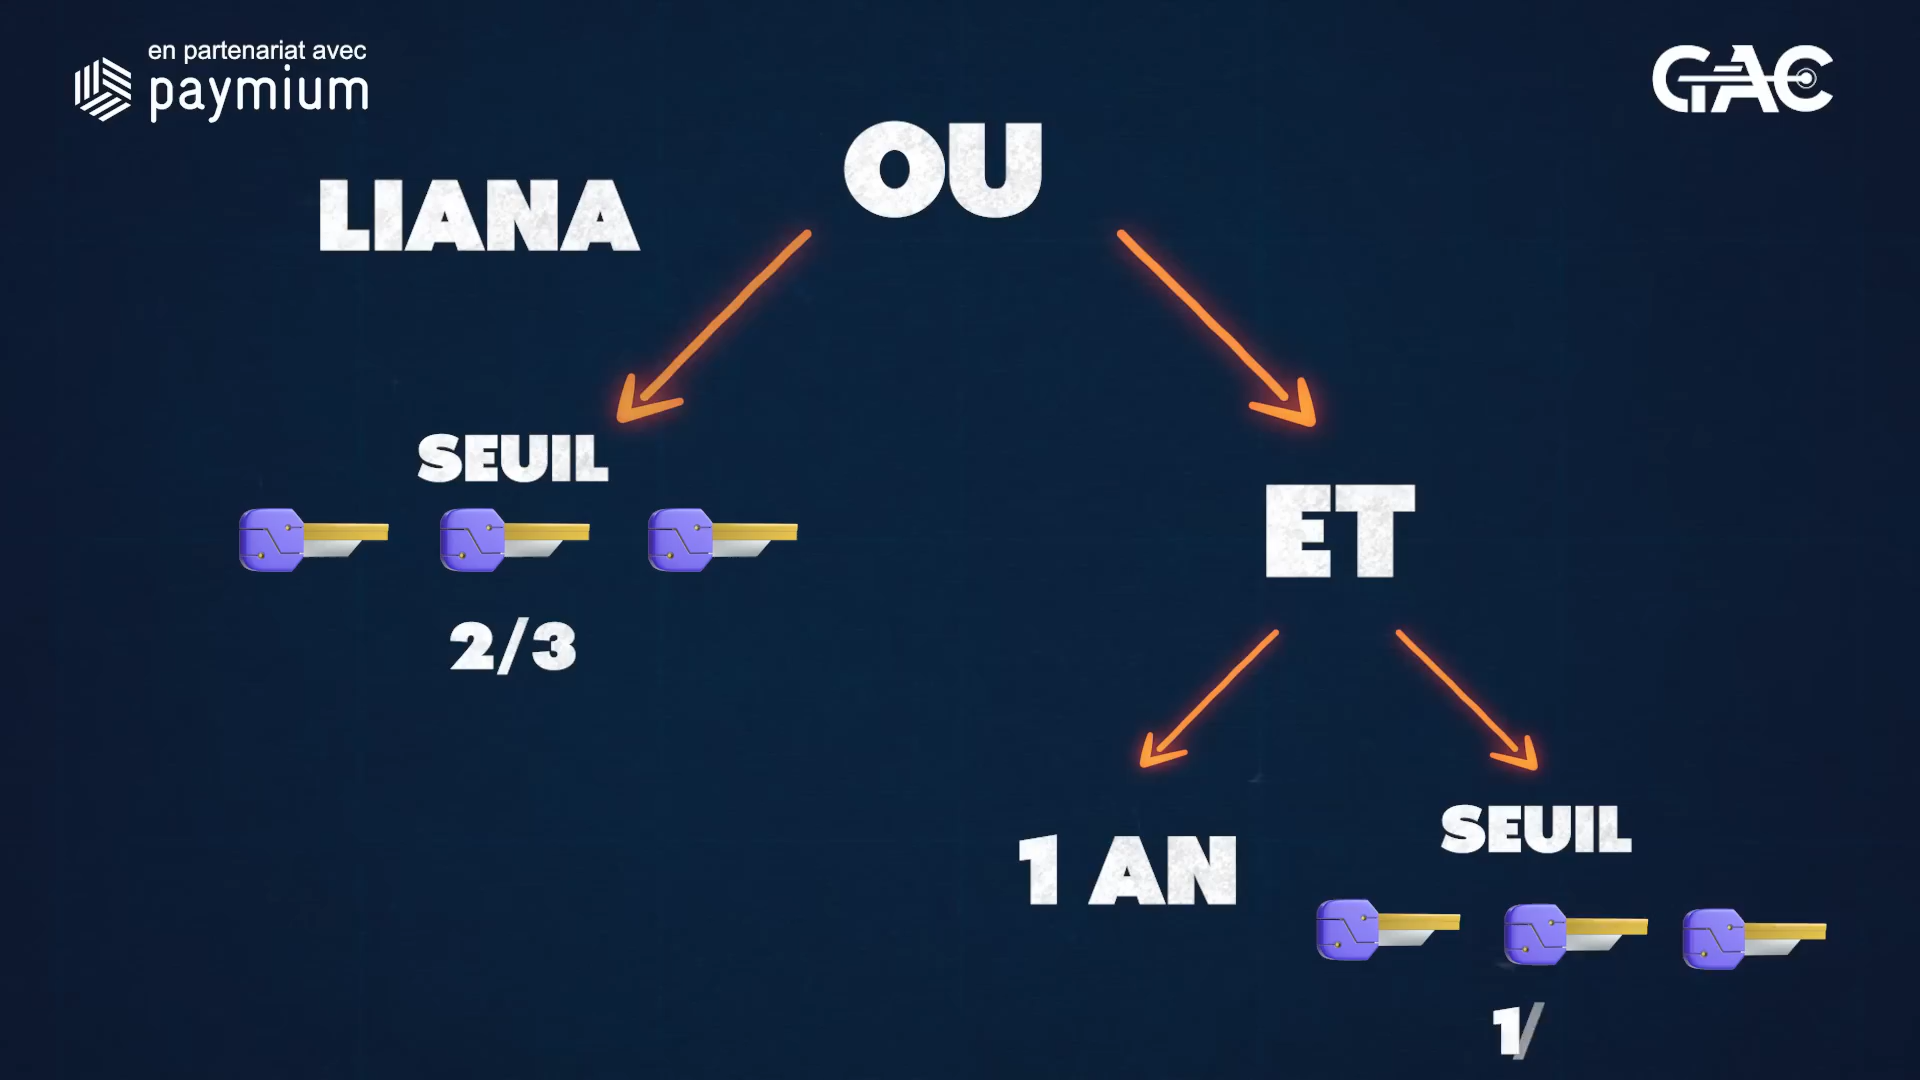 en partenariat avec
paymium
GAC
OU
LIANA
SEUIL
2/3
ET
1 AN
SEUIL
1/